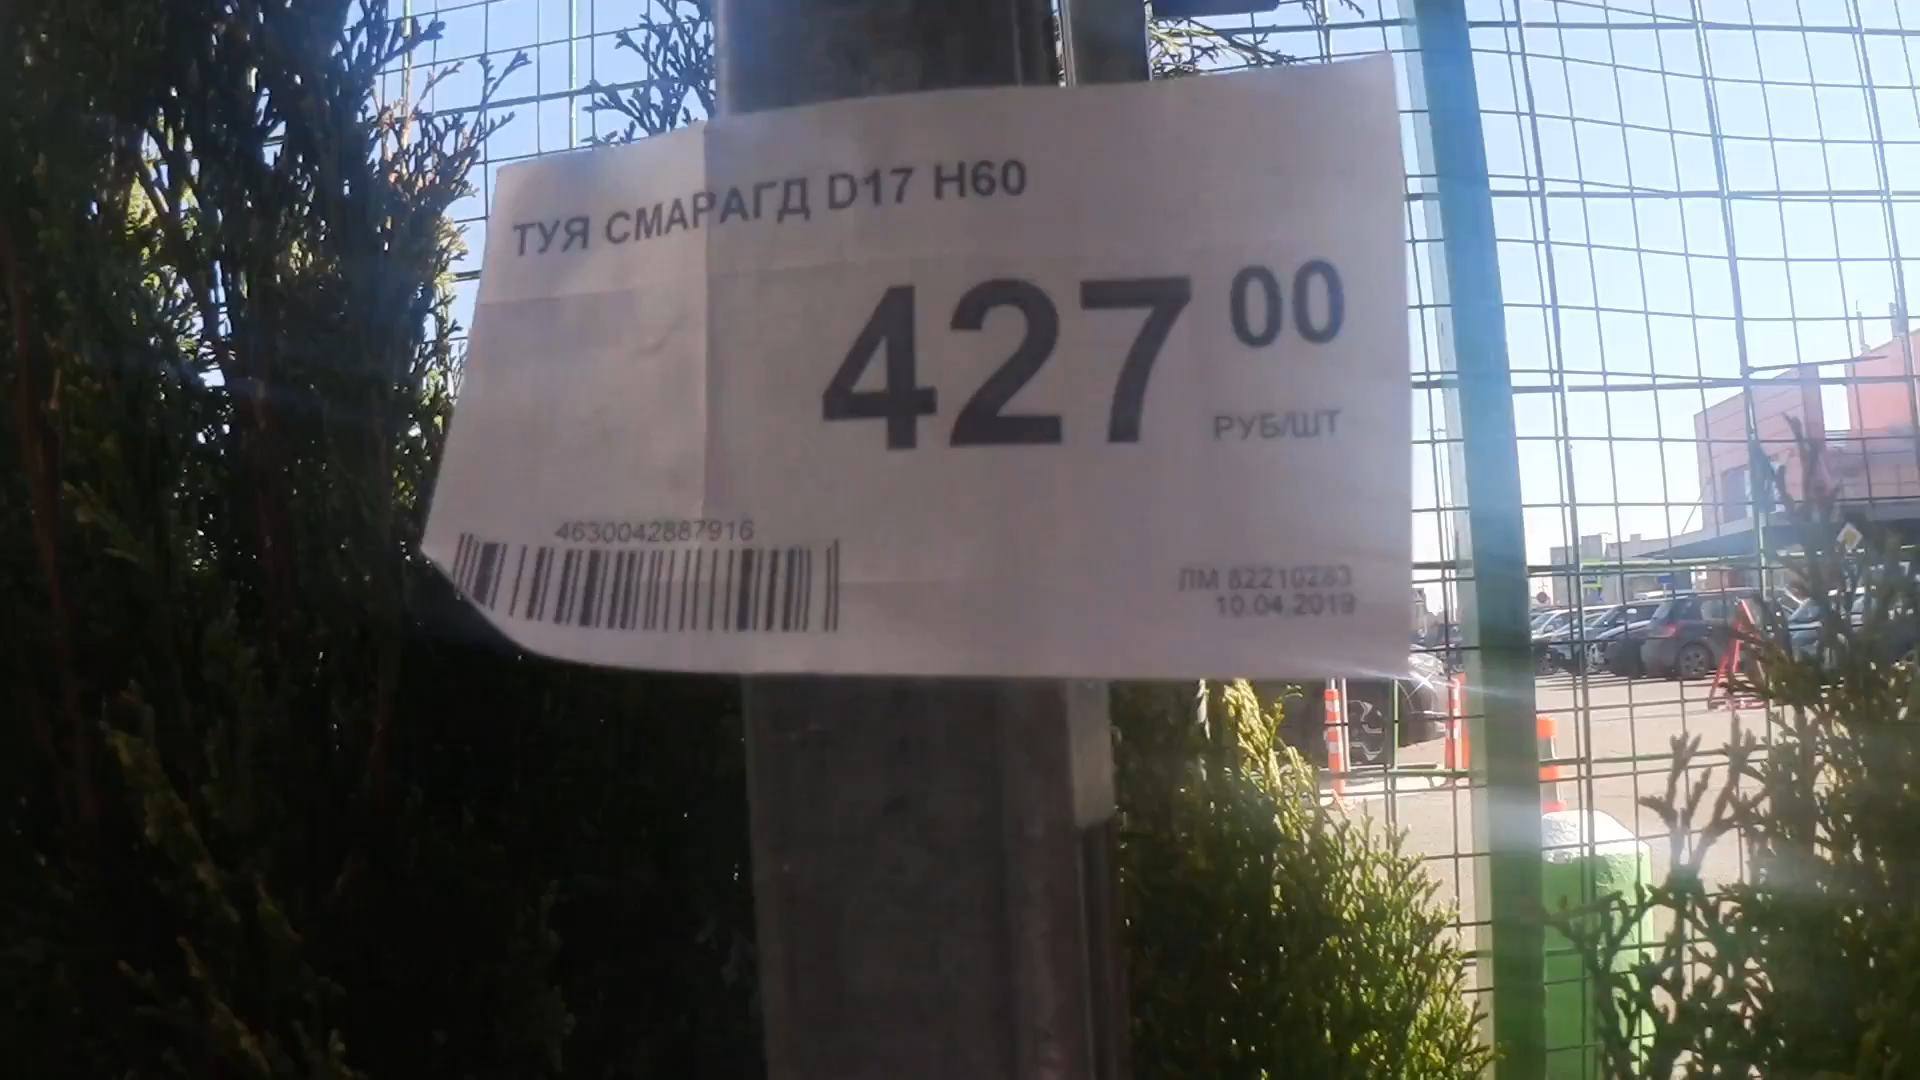 ТУЯ СМАРАГД D17 H60
427 00
РУБ/ШТ
4630042887916
ЛМ 82210283
10.04.2019